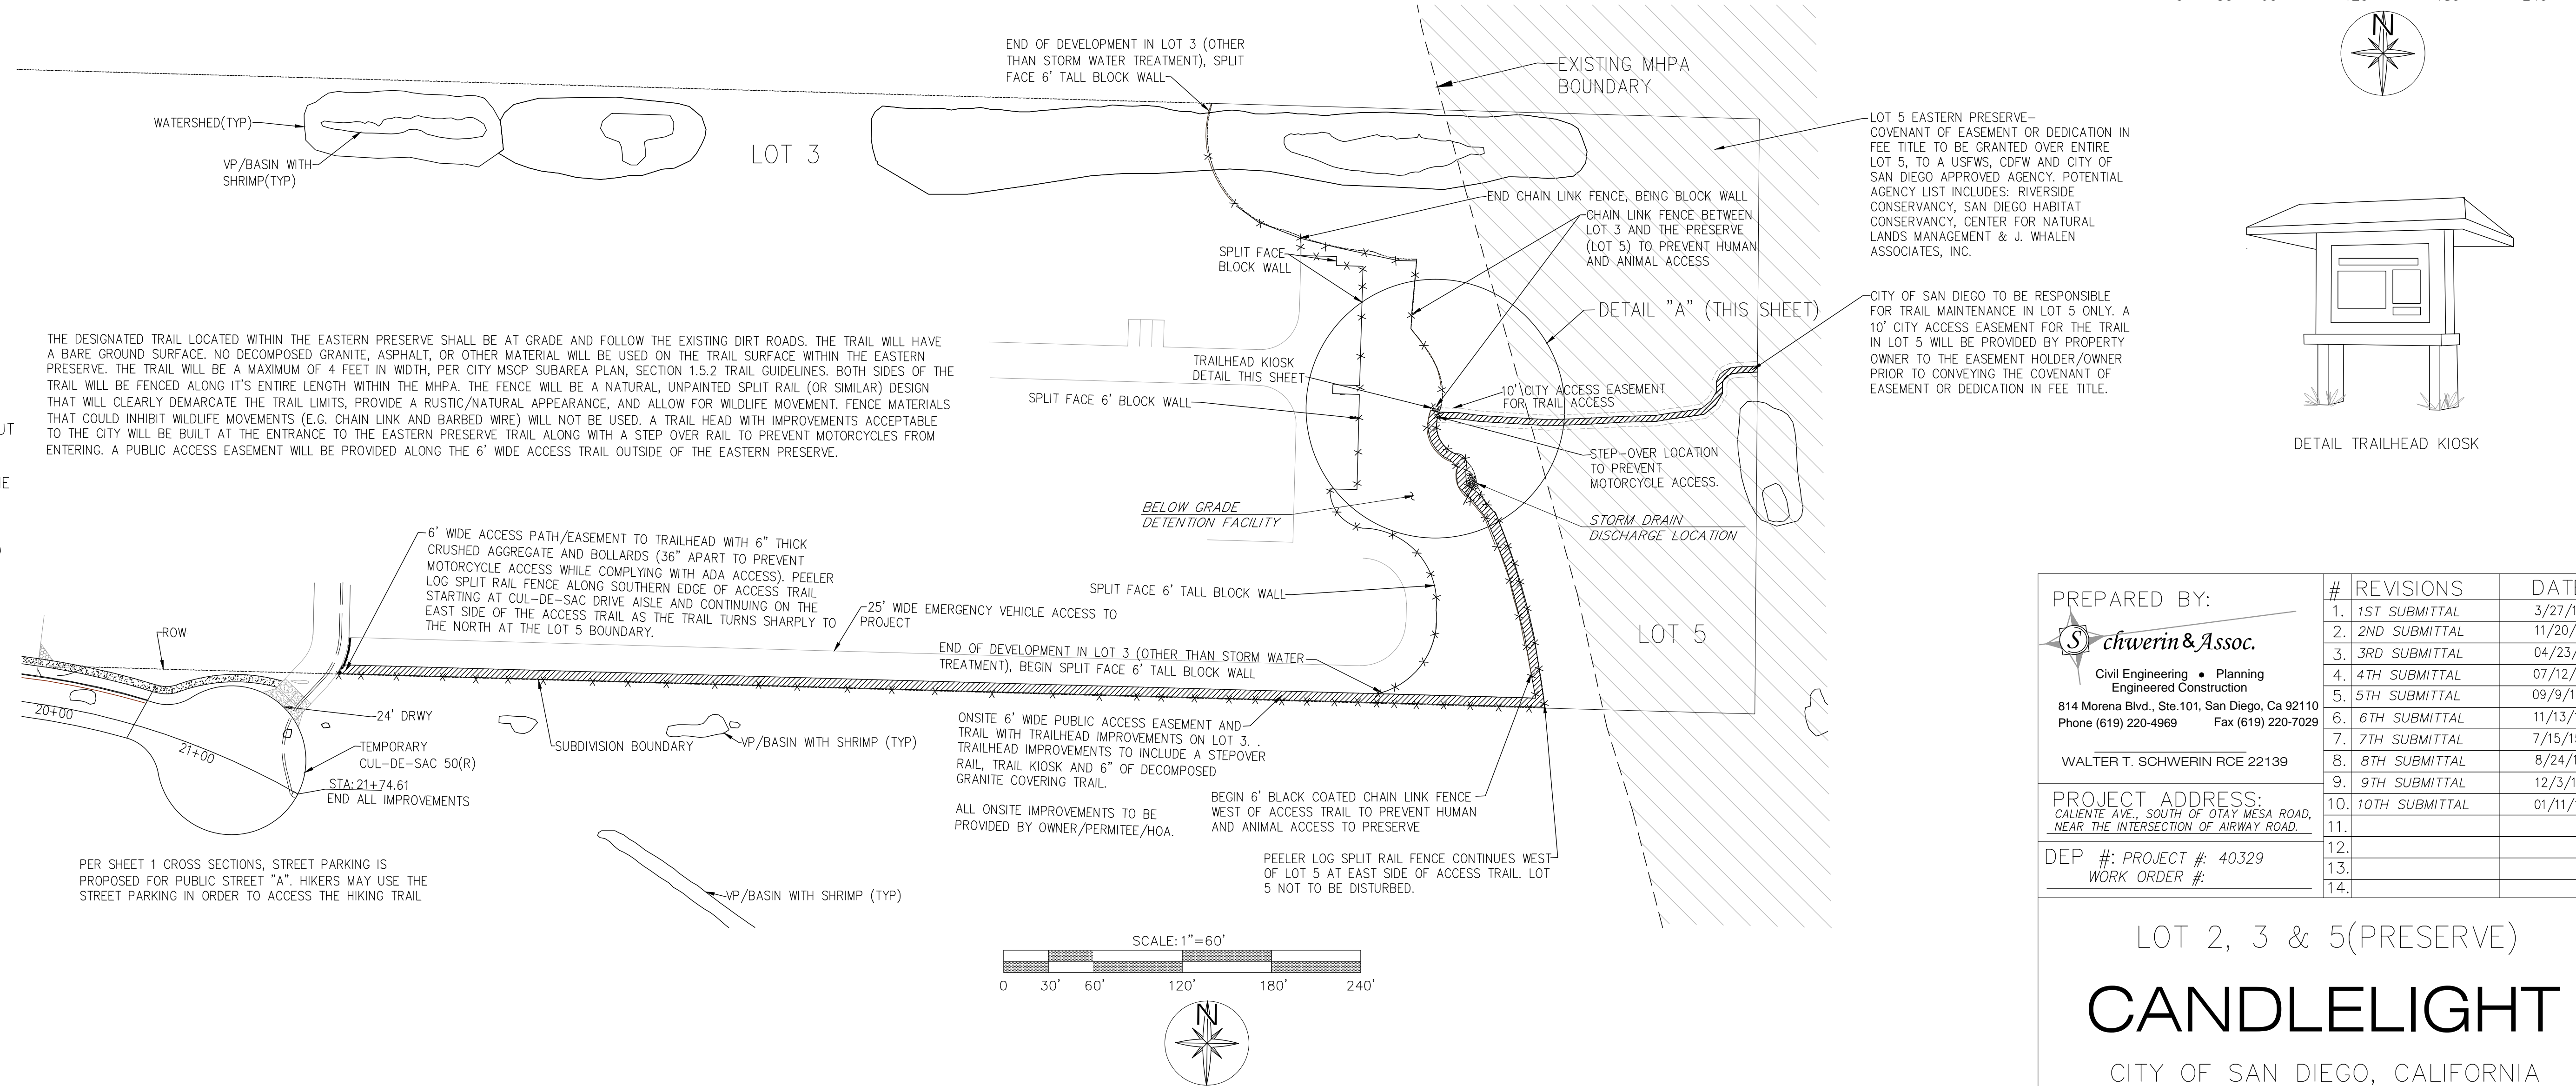 END OF DEVELOPMENT IN LOT 3 (OTHER
THAN STORM WATER TREATMENT), SPLIT
FACE 6' TALL BLOCK WALL
EXISTING MHPA
BOUNDARY
N
WATERSHED(TYP)
VP/BASIN WITH
SHRIMP(TYP)
LOT 3
LOT 5 EASTERN PRESERVE-
COVENANT OF EASEMENT OR DEDICATION IN
FEE TITLE TO BE GRANTED OVER ENTIRE
LOT 5, TO A USFWS, CDFW AND CITY OF
SAN DIEGO APPROVED AGENCY. POTENTIAL
AGENCY LIST INCLUDES: RIVERSIDE
CONSERVANCY, SAN DIEGO HABITAT
CONSERVANCY, CENTER FOR NATURAL
LANDS MANAGEMENT & J. WHALEN
ASSOCIATES, INC.
END CHAIN LINK FENCE, BEING BLOCK WALL
CHAIN LINK FENCE BETWEEN
LOT 3 AND THE PRESERVE
(LOT 5) TO PREVENT HUMAN
AND ANIMAL ACCESS
SPLIT FACE
BLOCK WALL
DETAIL "A" (THIS SHEET)
CITY OF SAN DIEGO TO BE RESPONSIBLE
FOR TRAIL MAINTENANCE IN LOT 5 ONLY. A
10' CITY ACCESS EASEMENT FOR THE TRAIL
IN LOT 5 WILL BE PROVIDED BY PROPERTY
OWNER TO THE EASEMENT HOLDER/OWNER
PRIOR TO CONVEYING THE COVENANT OF
EASEMENT OR DEDICATION IN FEE TITLE.
DETAIL TRAILHEAD KIOSK
THE DESIGNATED TRAIL LOCATED WITHIN THE EASTERN PRESERVE SHALL BE AT GRADE AND FOLLOW THE EXISTING DIRT ROADS. THE TRAIL WILL HAVE
A BARE GROUND SURFACE. NO DECOMPOSED GRANITE, ASPHALT, OR OTHER MATERIAL WILL BE USED ON THE TRAIL SURFACE WITHIN THE EASTERN
PRESERVE. THE TRAIL WILL BE A MAXIMUM OF 4 FEET IN WIDTH, PER CITY MSCP SUBAREA PLAN, SECTION 1.5.2 TRAIL GUIDELINES. BOTH SIDES OF THE
TRAIL WILL BE FENCED ALONG IT'S ENTIRE LENGTH WITHIN THE MHPA. THE FENCE WILL BE A NATURAL, UNPAINTED SPLIT RAIL (OR SIMILAR) DESIGN
THAT WILL CLEARLY DEMARCATE THE TRAIL LIMITS, PROVIDE A RUSTIC/NATURAL APPEARANCE, AND ALLOW FOR WILDLIFE MOVEMENT. FENCE MATERIALS
THAT COULD INHIBIT WILDLIFE MOVEMENTS (E.G. CHAIN LINK AND BARBED WIRE) WILL NOT BE USED. A TRAIL HEAD WITH IMPROVEMENTS ACCEPTABLE
TO THE CITY WILL BE BUILT AT THE ENTRANCE TO THE EASTERN PRESERVE TRAIL ALONG WITH A STEP OVER RAIL TO PREVENT MOTORCYCLES FROM
ENTERING. A PUBLIC ACCESS EASEMENT WILL BE PROVIDED ALONG THE 6' WIDE ACCESS TRAIL OUTSIDE OF THE EASTERN PRESERVE.
TRAILHEAD KIOSK
DETAIL THIS SHEET
SPLIT FACE 6' BLOCK WALL
10' CITY ACCESS EASEMENT
FOR TRAIL ACCESS
STEP-OVER LOCATION
TO PREVENT
MOTORCYCLE ACCESS.
BELOW GRADE
DETENTION FACILITY
STORM DRAIN
DISCHARGE LOCATION
6' WIDE ACCESS PATH/EASEMENT TO TRAILHEAD WITH 6" THICK
CRUSHED AGGREGATE AND BOLLARDS (36" APART TO PREVENT
MOTORCYCLE ACCESS WHILE COMPLYING WITH ADA ACCESS). PEELER
LOG SPLIT RAIL FENCE ALONG SOUTHERN EDGE OF ACCESS TRAIL
STARTING AT CUL-DE-SAC DRIVE AISLE AND CONTINUING ON THE
EAST SIDE OF THE ACCESS TRAIL AS THE TRAIL TURNS SHARPLY TO
THE NORTH AT THE LOT 5 BOUNDARY.
SPLIT FACE 6' TALL BLOCK WALL
25' WIDE EMERGENCY VEHICLE ACCESS TO
PROJECT
END OF DEVELOPMENT IN LOT 3 (OTHER THAN STORM WATER
TREATMENT), BEGIN SPLIT FACE 6' TALL BLOCK WALL
LOT 5
ROW
20+00
21+00
24' DRWY
TEMPORARY
CUL-DE-SAC 50(R)
STA: 21+74.61
END ALL IMPROVEMENTS
SUBDIVISION BOUNDARY
VP/BASIN WITH SHRIMP (TYP)
ONSITE 6' WIDE PUBLIC ACCESS EASEMENT AND
TRAIL WITH TRAILHEAD IMPROVEMENTS ON LOT 3. .
TRAILHEAD IMPROVEMENTS TO INCLUDE A STEPOVER
RAIL, TRAIL KIOSK AND 6" OF DECOMPOSED
GRANITE COVERING TRAIL.
ALL ONSITE IMPROVEMENTS TO BE
PROVIDED BY OWNER/PERMITEE/HOA.
BEGIN 6' BLACK COATED CHAIN LINK FENCE
WEST OF ACCESS TRAIL TO PREVENT HUMAN
AND ANIMAL ACCESS TO PRESERVE
PEELER LOG SPLIT RAIL FENCE CONTINUES WEST
OF LOT 5 AT EAST SIDE OF ACCESS TRAIL. LOT
5 NOT TO BE DISTURBED.
PER SHEET 1 CROSS SECTIONS, STREET PARKING IS
PROPOSED FOR PUBLIC STREET "A". HIKERS MAY USE THE
STREET PARKING IN ORDER TO ACCESS THE HIKING TRAIL
VP/BASIN WITH SHRIMP (TYP)
SCALE: 1"=60'
0 30' 60' 120' 180' 240'
N
PREPARED BY:
Schwerin & Assoc.
Civil Engineering • Planning
Engineered Construction
814 Morena Blvd., Ste.101, San Diego, Ca 92110
Phone (619) 220-4969 Fax (619) 220-7029
WALTER T. SCHWERIN RCE 22139
PROJECT ADDRESS:
CALIENTE AVE., SOUTH OF OTAY MESA ROAD,
NEAR THE INTERSECTION OF AIRWAY ROAD.
DEP #: PROJECT #: 40329
WORK ORDER #:
# REVISIONS
1. 1ST SUBMITTAL 3/27/1
2. 2ND SUBMITTAL 11/20/
3. 3RD SUBMITTAL 04/23/
4. 4TH SUBMITTAL 07/12/
5. 5TH SUBMITTAL 09/9/1
6. 6TH SUBMITTAL 11/13/
7. 7TH SUBMITTAL 7/15/1
8. 8TH SUBMITTAL 8/24/1
9. 9TH SUBMITTAL 12/3/1
10. 10TH SUBMITTAL 01/11/
11.
12.
13.
14.
LOT 2, 3 & 5(PRESERVE)
CANDLELIGHT
CITY OF SAN DIEGO, CALIFORNIA